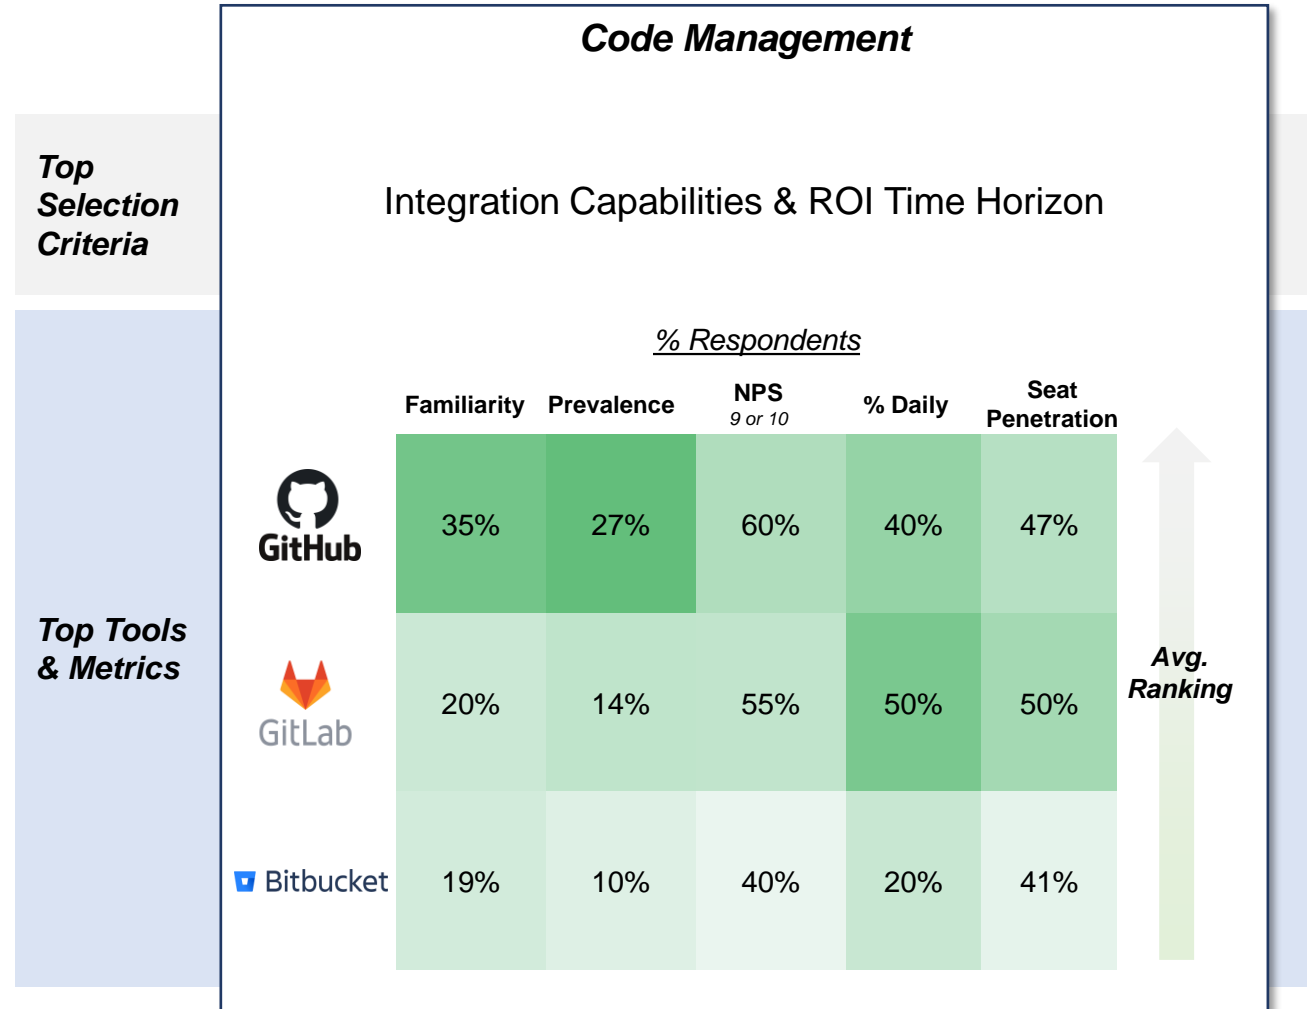 Code Management
Top
Selection
Criteria
Integration Capabilities & ROI Time Horizon
% Respondents
Familiarity
Prevalence
NPS
9 or 10
% Daily
Seat
Penetration
GitHub
35%
27%
60%
40%
47%
Top Tools
& Metrics
GitLab
20%
14%
55%
50%
50%
Avg.
Ranking
Bitbucket
19%
10%
40%
20%
41%